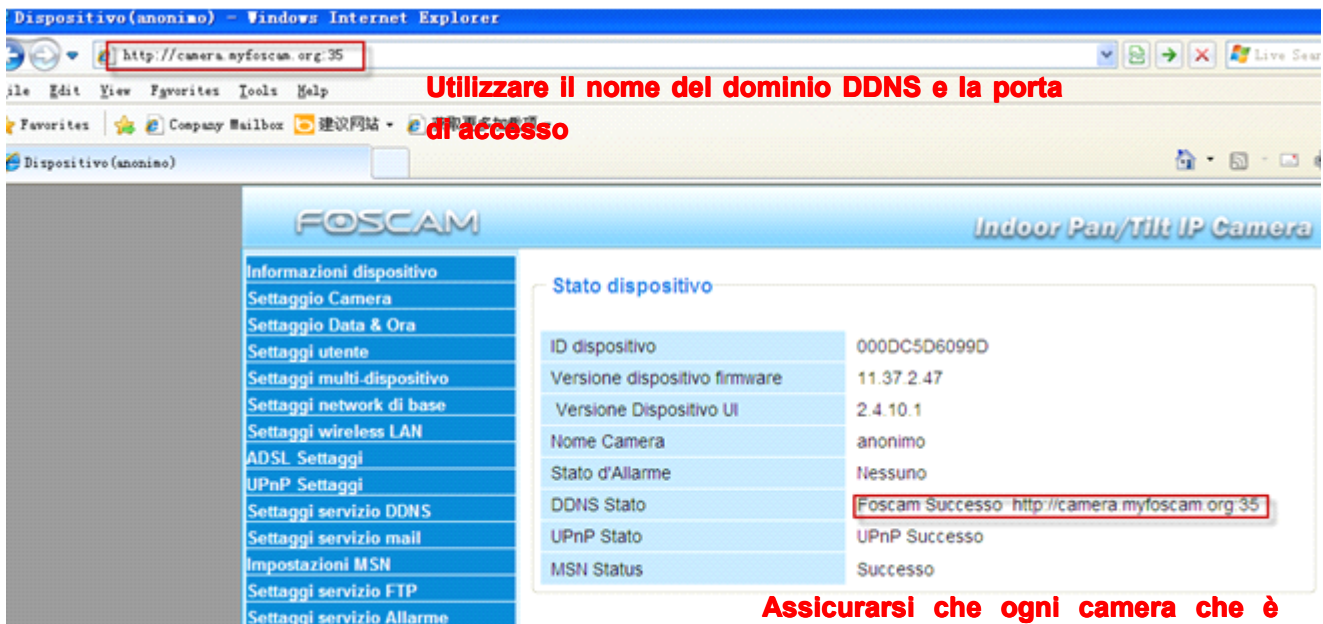 Dispositivo(anonimo) - Windows Internet Explorer
http://camera.myfoscam.org:35
Live Sear
ile Edit View Favorites Tools Help
Utilizzare il nome del dominio DDNS e la porta
di accesso
Favorites Company Mailbox 建议网站
Dispositivo(anonimo)
FOSCAM
Indoor Pan/Tilt IP Camera
Informazioni dispositivo
Settaggio Camera
Settaggio Data & Ora
Settaggi utente
Settaggi multi-dispositivo
Settaggi network di base
Settaggi wireless LAN
ADSL Settaggi
UPnP Settaggi
Settaggi servizio DDNS
Settaggi servizio mail
Impostazioni MSN
Settaggi servizio FTP
Settaggi servizio Allarme
Stato dispositivo
ID dispositivo 000DC5D6099D
Versione dispositivo firmware 11.37.2.47
Versione Dispositivo UI 2.4.10.1
Nome Camera anonimo
Stato d'Allarme Nessuno
DDNS Stato Foscam Successo http://camera.myfoscam.org:35
UPnP Stato UPnP Successo
MSN Status Successo
Assicurarsi che ogni camera che è